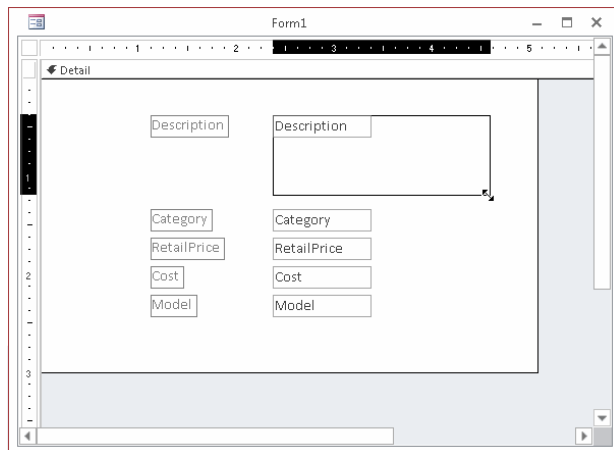 Form1
1 2 3 4 5
Detail
Description Description
1
Category Category
RetailPrice RetailPrice
2
Cost Cost
Model Model
3